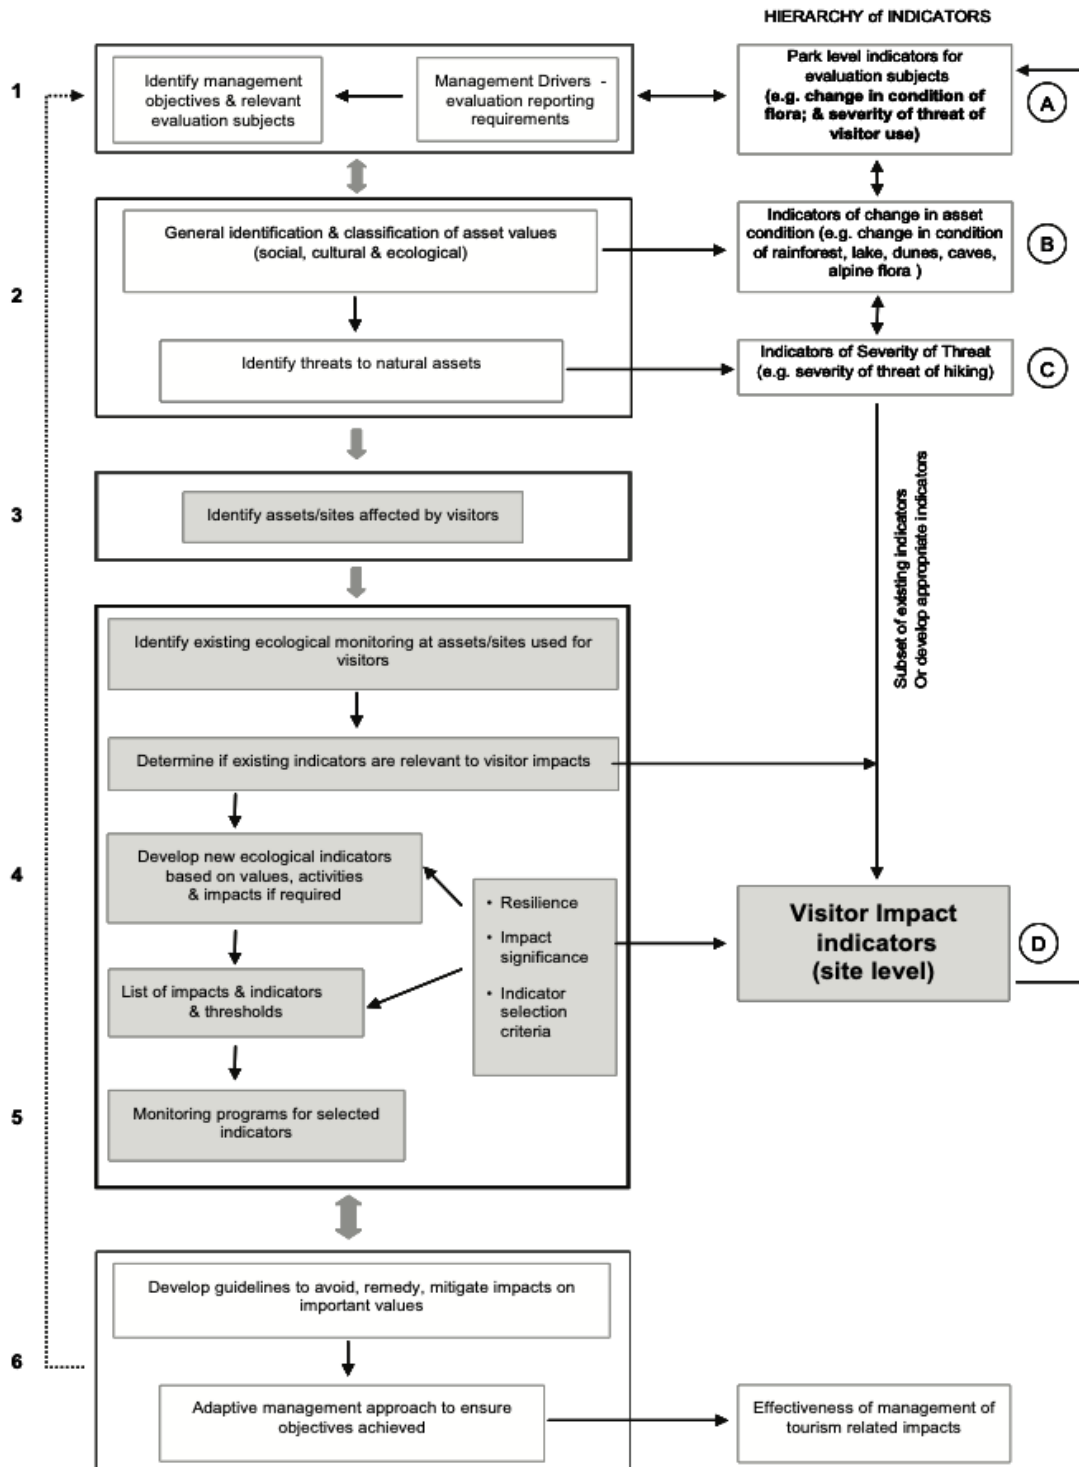 HIERARCHY of INDICATORS
1
Identify management
objectives & relevant
evaluation subjects
Management Drivers -
evaluation reporting
requirements
Park level indicators for
evaluation subjects
(e.g. change in condition of
flora; & severity of threat of
visitor use)
A
2
General identification & classification of asset values
(social, cultural & ecological)
Indicators of change in asset
condition (e.g. change in condition
of rainforest, lake, dunes, caves,
alpine flora )
B
Identify threats to natural assets
Indicators of Severity of Threat
(e.g. severity of threat of hiking)
C
3
Identify assets/sites affected by visitors
Subset of existing indicators
Or develop appropriate indicators
4
Identify existing ecological monitoring at assets/sites used for
visitors
Determine if existing indicators are relevant to visitor impacts
Develop new ecological indicators
based on values, activities
& impacts if required
• Resilience
• Impact
significance
• Indicator
selection
criteria
Visitor Impact
indicators
(site level)
D
List of impacts & indicators
& thresholds
5
Monitoring programs for selected
indicators
6
Develop guidelines to avoid, remedy, mitigate impacts on
important values
Adaptive management approach to ensure
objectives achieved
Effectiveness of management of
tourism related impacts